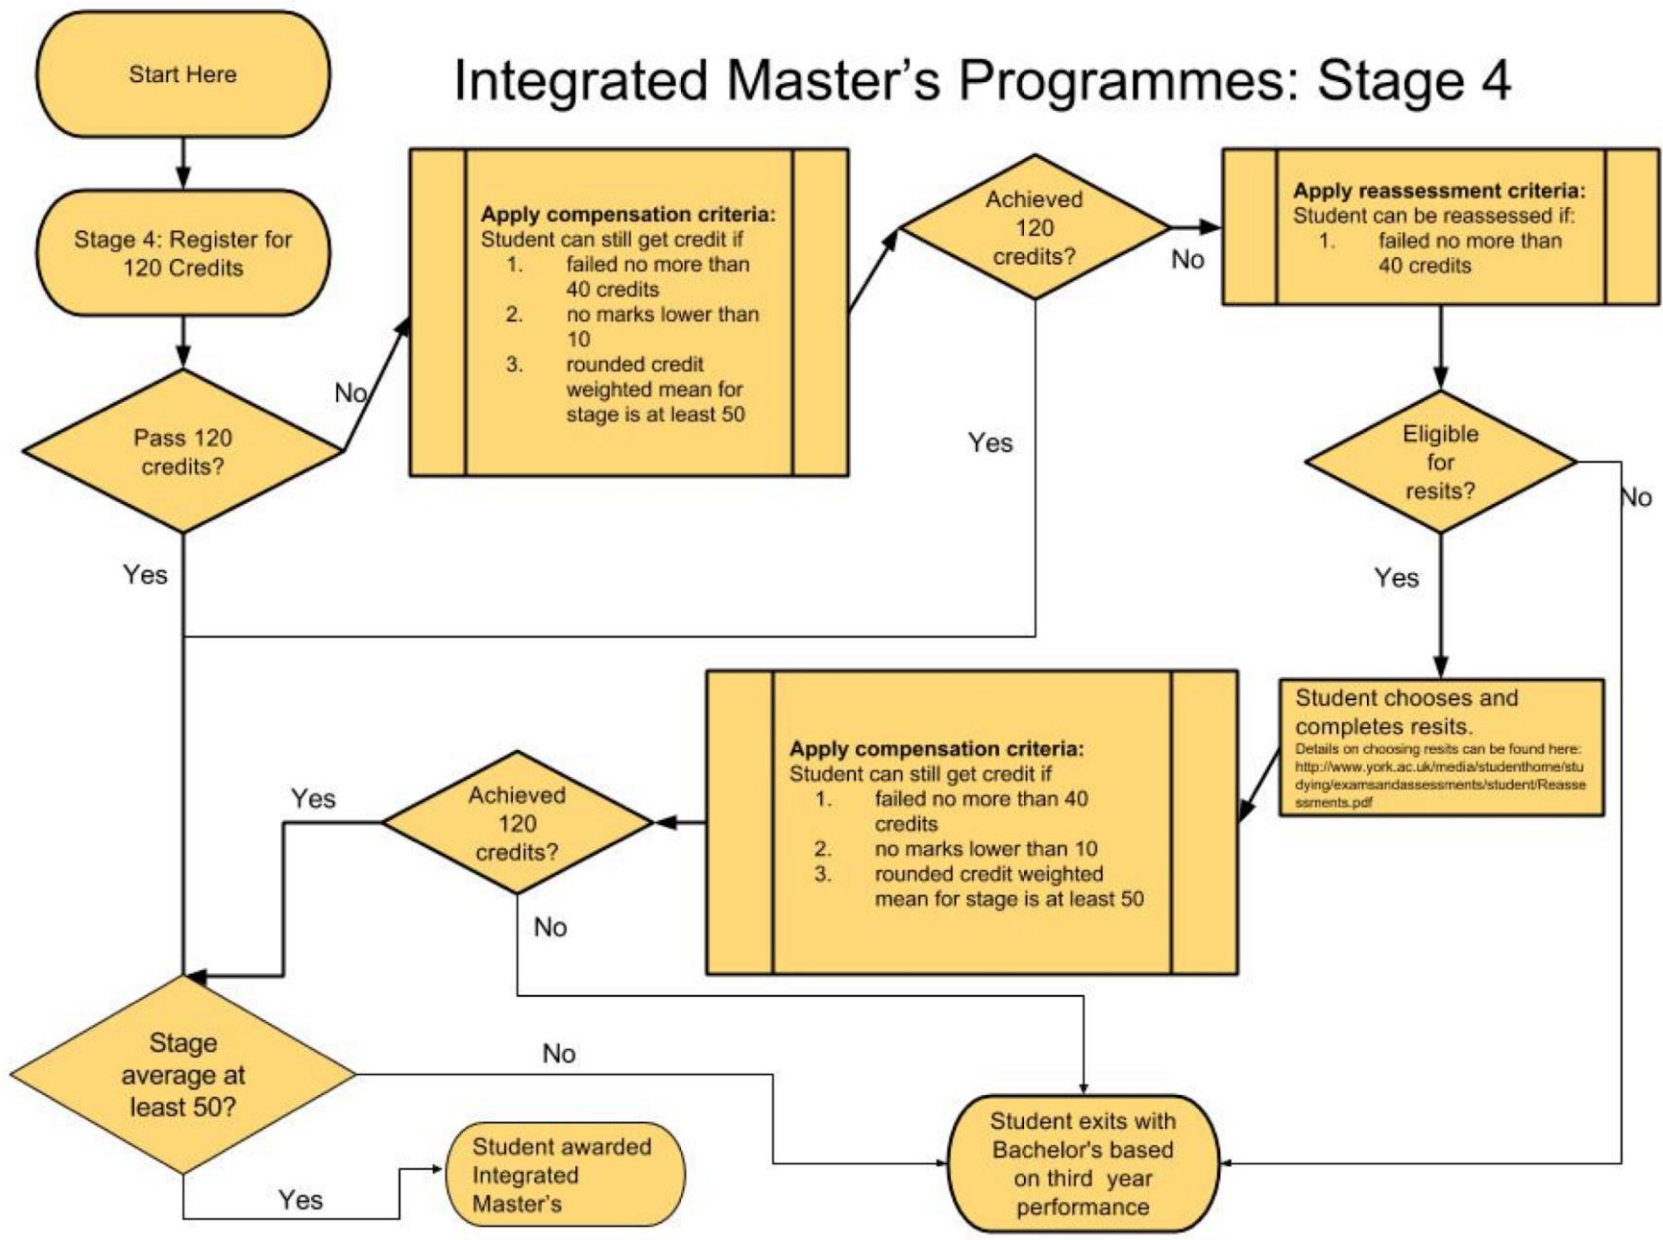 Integrated Master's Programmes: Stage 4
Start Here
Stage 4: Register for
120 Credits
Pass 120
credits?
No
Yes
Apply compensation criteria:
Student can still get credit if
1. failed no more than
40 credits
2. no marks lower than
10
3. rounded credit
weighted mean for
stage is at least 50
Achieved
120
credits?
No
Yes
Apply reassessment criteria:
Student can be reassessed if:
1. failed no more than
40 credits
Eligible
for
resits?
No
Yes
Student chooses and
completes resits.
Details on choosing resits can be found here:
http://www.york.ac.uk/media/studenthome/stu
dying/examsandassessments/student/Reasse
ssments.pdf
Apply compensation criteria:
Student can still get credit if
1. failed no more than 40
credits
2. no marks lower than 10
3. rounded credit weighted
mean for stage is at least 50
Achieved
120
credits?
Yes
No
Stage
average at
least 50?
No
Yes
Student awarded
Integrated
Master's
Student exits with
Bachelor's based
on third year
performance